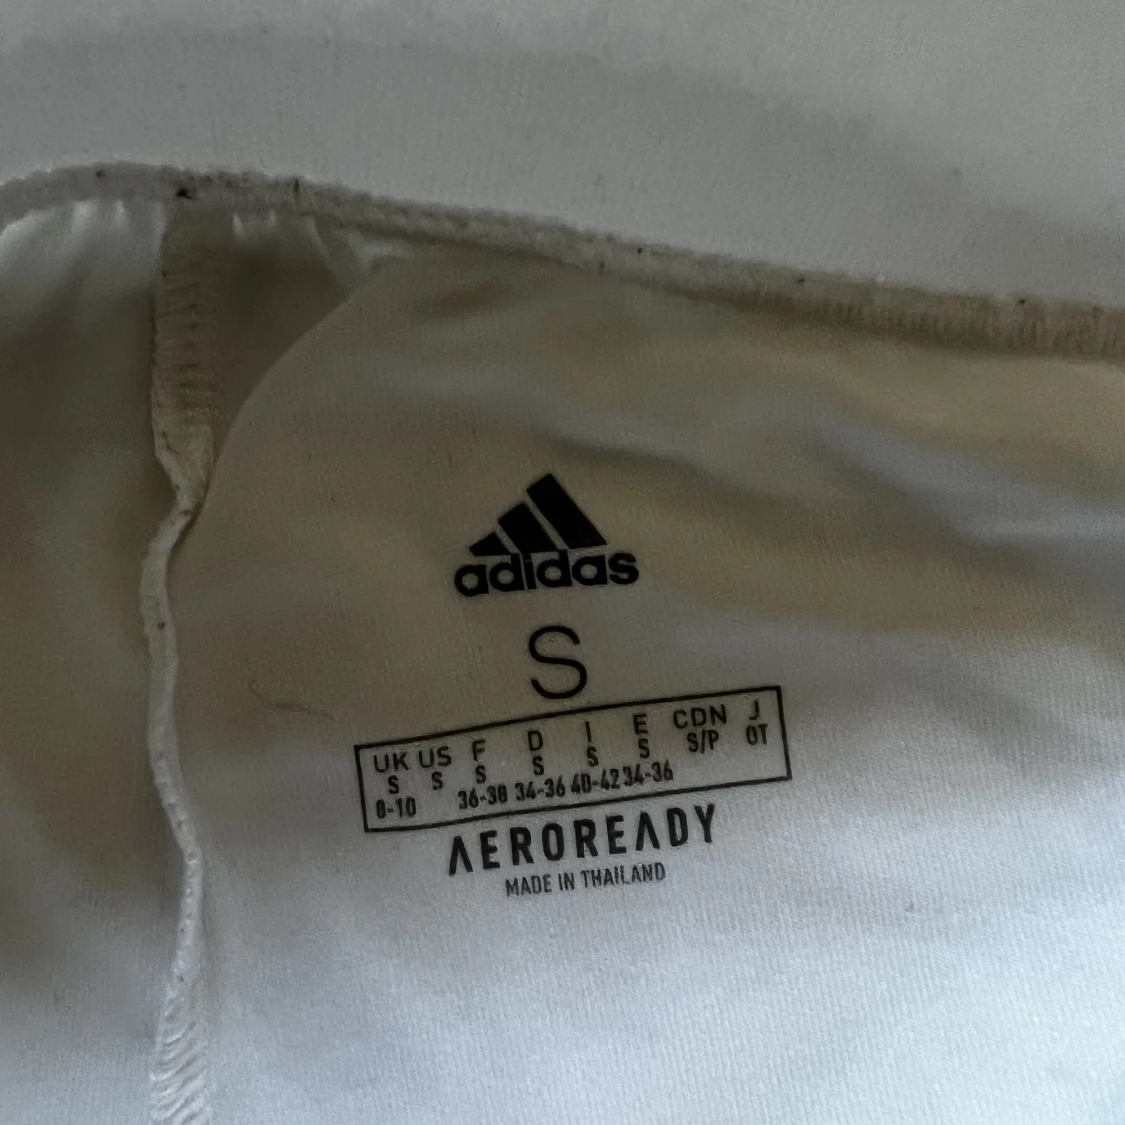 adidas
S
UK US F D I E CDN J
S S S S S S S/P OT
8-10 36-38 34-36 40-42 34-36
AEROREADY
MADE IN THAILAND